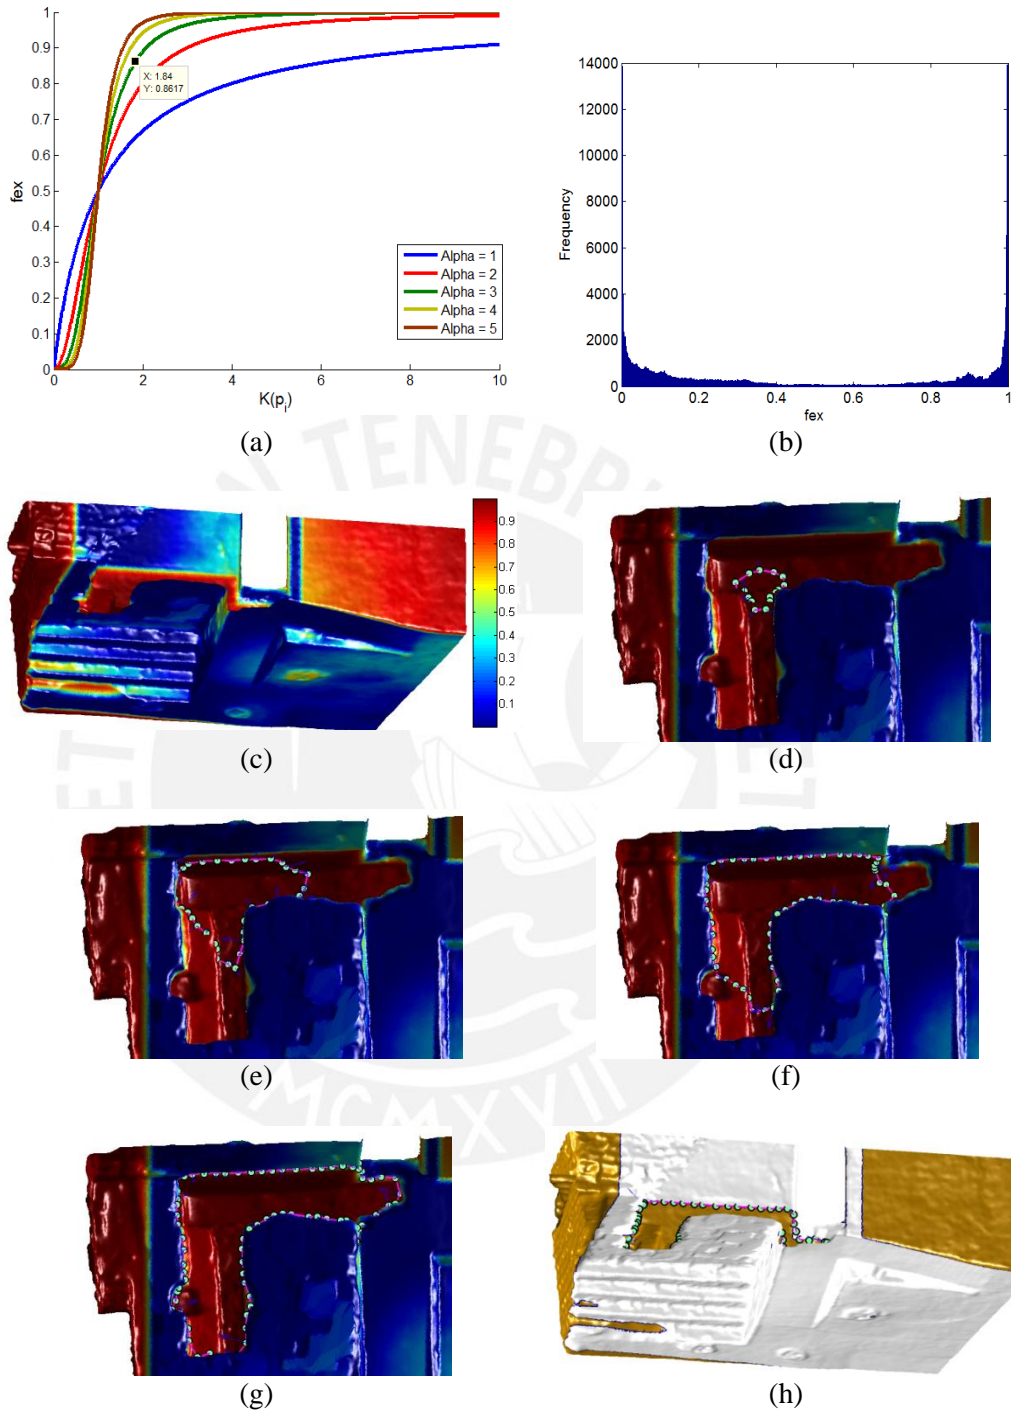 1
0.9
0.8
0.7
0.6
0.5
0.4
0.3
0.2
0.1
0
fex
X: 1.84
Y: 0.8617
Alpha = 1
Alpha = 2
Alpha = 3
Alpha = 4
Alpha = 5
0 2 4 6 8 10
K(pᵢ)
(a)
14000
12000
10000
8000
6000
4000
2000
0
Frequency
0 0.2 0.4 0.6 0.8 1
fex
(b)
EN TENEBR
ET
L
MCMXVII
0.9
0.8
0.7
0.6
0.5
0.4
0.3
0.2
0.1
(c)
(d)
(e)
(f)
(g)
(h)